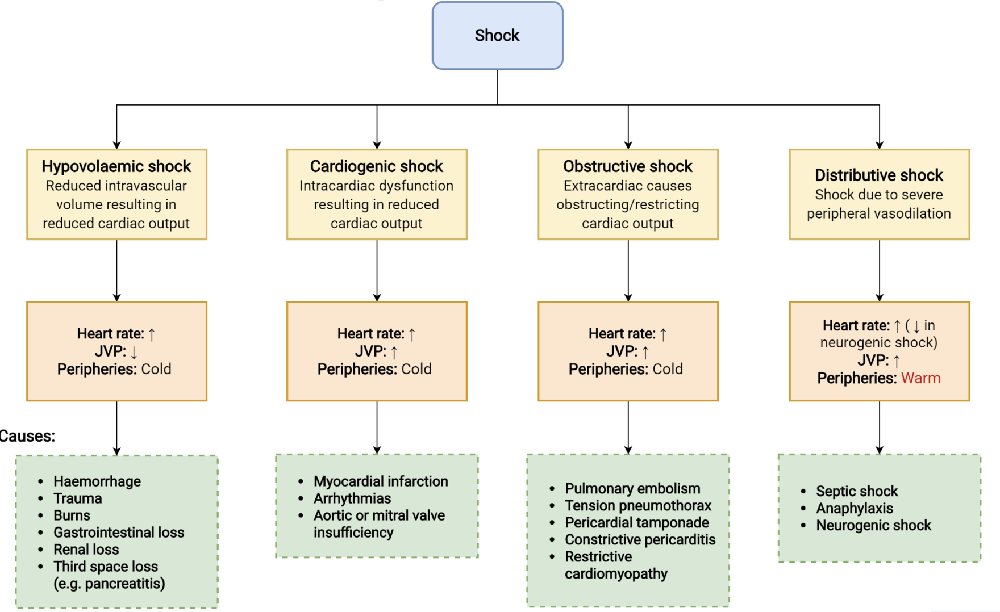 Shock
Hypovolaemic shock
Reduced intravascular
volume resulting in
reduced cardiac output
Cardiogenic shock
Intracardiac dysfunction
resulting in reduced
cardiac output
Obstructive shock
Extracardiac causes
obstructing/restricting
cardiac output
Distributive shock
Shock due to severe
peripheral vasodilation
Heart rate: ↑
JVP: ↓
Peripheries: Cold
Heart rate: ↑
JVP: ↑
Peripheries: Cold
Heart rate: ↑
JVP: ↑
Peripheries: Cold
Heart rate: ↑ ( ↓ in
neurogenic shock)
JVP: ↑
Peripheries: Warm
Causes:
• Haemorrhage
• Trauma
• Burns
• Gastrointestinal loss
• Renal loss
• Third space loss
(e.g. pancreatitis)
• Myocardial infarction
• Arrhythmias
• Aortic or mitral valve
insufficiency
• Pulmonary embolism
• Tension pneumothorax
• Pericardial tamponade
• Constrictive pericarditis
• Restrictive
cardiomyopathy
• Septic shock
• Anaphylaxis
• Neurogenic shock